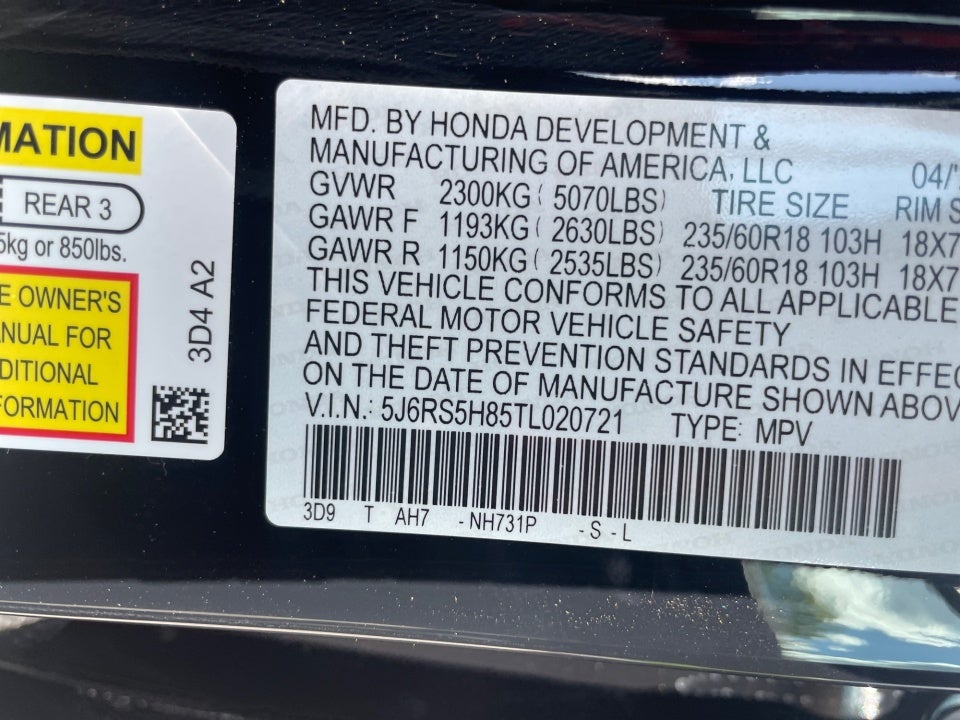 MATION
REAR 3
5kg or 850lbs.
E OWNER'S
ANUAL FOR
DITIONAL
FORMATION
3D4 A2
MFD. BY HONDA DEVELOPMENT &
MANUFACTURING OF AMERICA, LLC 04/'
GVWR 2300KG ( 5070LBS) TIRE SIZE RIM S
GAWR F 1193KG ( 2630LBS) 235/60R18 103H 18X7
GAWR R 1150KG ( 2535LBS) 235/60R18 103H 18X7
THIS VEHICLE CONFORMS TO ALL APPLICABLE
FEDERAL MOTOR VEHICLE SAFETY
AND THEFT PREVENTION STANDARDS IN EFFEC
ON THE DATE OF MANUFACTURE SHOWN ABOV
V.I.N.: 5J6RS5H85TL020721 TYPE: MPV
3D9 T AH7 - NH731P - S - L